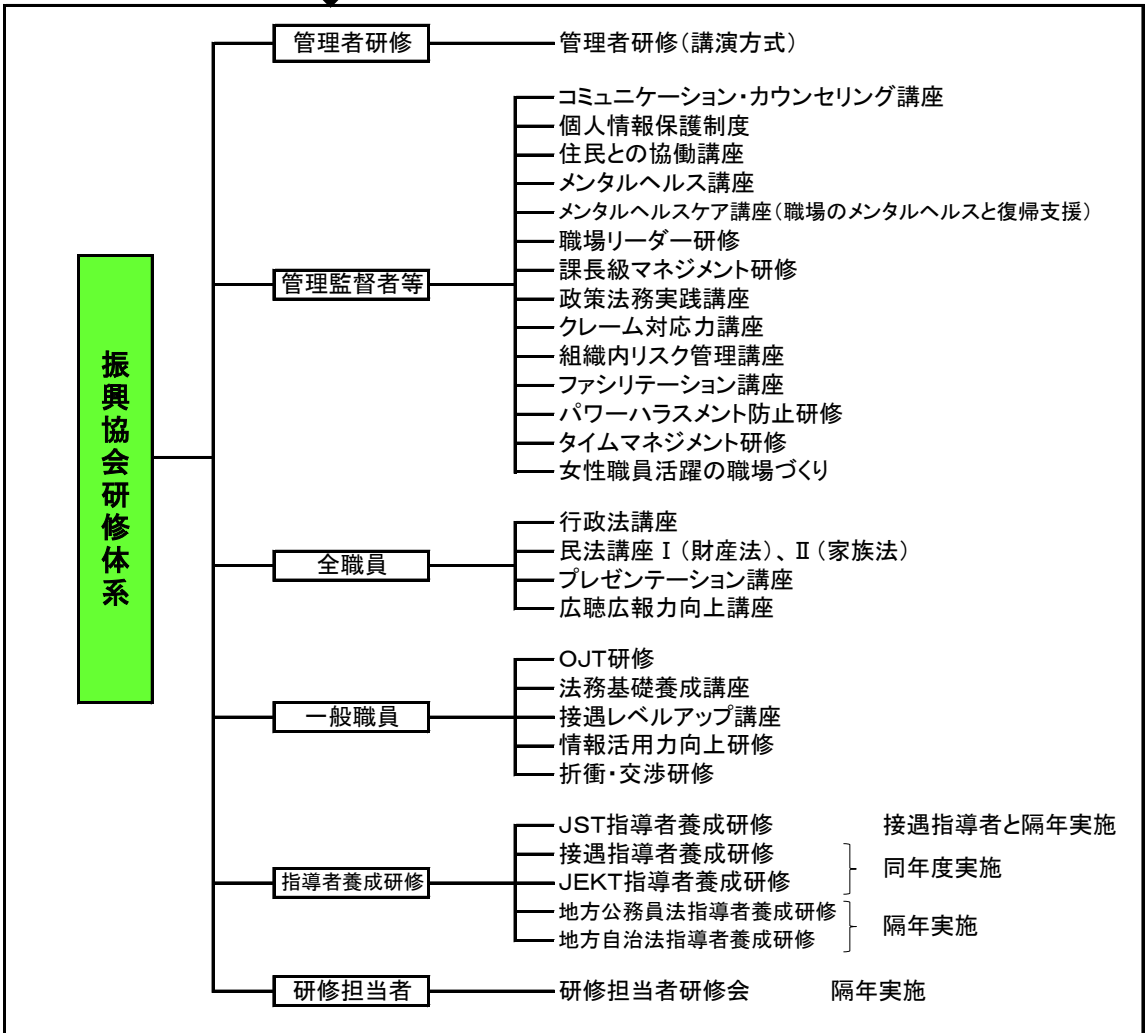 振興協会研修体系
管理者研修
管理者研修(講演方式)
管理監督者等
コミュニケーション・カウンセリング講座
個人情報保護制度
住民との協働講座
メンタルヘルス講座
メンタルヘルスケア講座(職場のメンタルヘルスと復帰支援)
職場リーダー研修
課長級マネジメント研修
政策法務実践講座
クレーム対応力講座
組織内リスク管理講座
ファシリテーション講座
パワーハラスメント防止研修
タイムマネジメント研修
女性職員活躍の職場づくり
全職員
行政法講座
民法講座Ⅰ(財産法)、Ⅱ(家族法)
プレゼンテーション講座
広聴広報力向上講座
一般職員
OJT研修
法務基礎養成講座
接遇レベルアップ講座
情報活用力向上研修
折衝・交渉研修
指導者養成研修
JST指導者養成研修 接遇指導者と隔年実施
接遇指導者養成研修
JEKT指導者養成研修
同年度実施
地方公務員法指導者養成研修
地方自治法指導者養成研修
隔年実施
研修担当者
研修担当者研修会 隔年実施